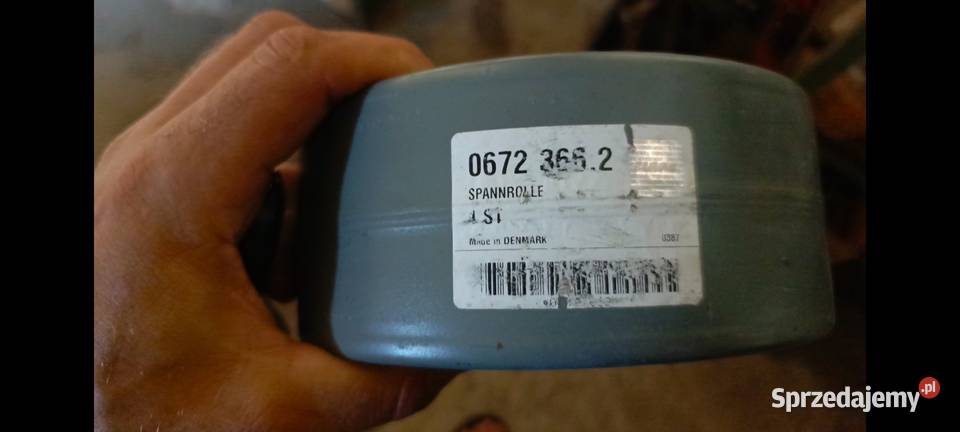 0672 366.2
SPANNROLLE
1 ST
Made in DENMARK 0387
Sprzedajemy.pl